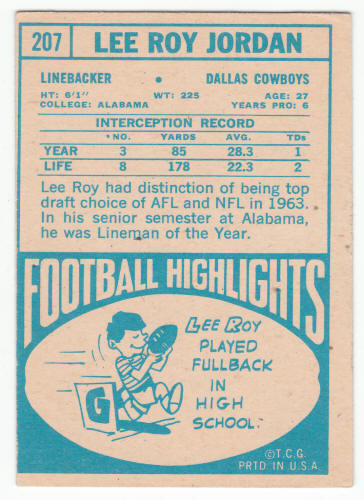 207 LEE ROY JORDAN
LINEBACKER • DALLAS COWBOYS
HT: 6'1" WT: 225 AGE: 27
COLLEGE: ALABAMA YEARS PRO: 6
INTERCEPTION RECORD
NO. YARDS AVG. TDs
YEAR 3 85 28.3 1
LIFE 8 178 22.3 2
Lee Roy had distinction of being top
draft choice of AFL and NFL in 1963.
In his senior semester at Alabama,
he was Lineman of the Year.
FOOTBALL HIGHLIGHTS
LEE ROY
PLAYED
FULLBACK
IN
HIGH
SCHOOL.
G
©T.C.G.
PRTD. IN U.S.A.